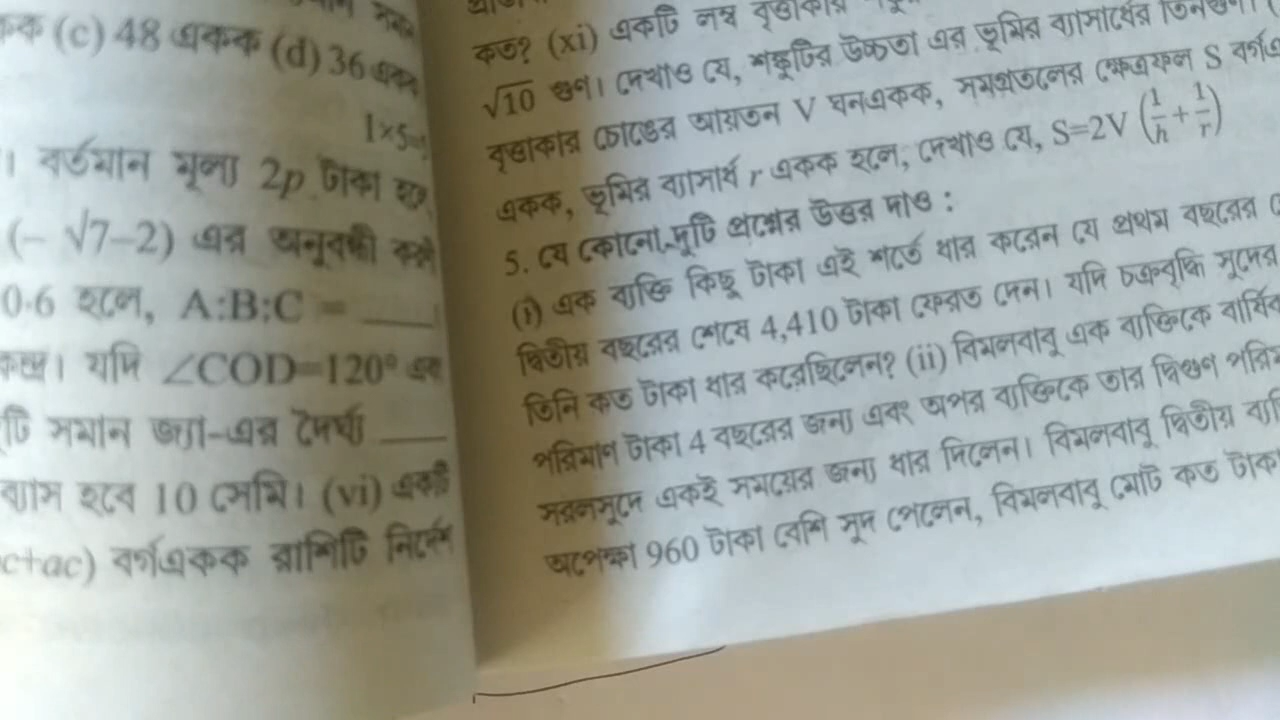 কক (c) 48 একক (d) 36 একক
1×5=5
। বর্তমান মূল্য 2p টাকা হলে,
(– √7–2) এর অনুবন্ধী করণী
0·6 হলে, A:B:C = ____
কেন্দ্র। যদি ∠COD=120° এবং
টি সমান জ্যা-এর দৈর্ঘ্য ____
ব্যাস হবে 10 সেমি। (vi) একটি
c+ac) বর্গএকক রাশিটি নির্দেশ
কত? (xi) একটি লম্ব বৃত্তাকার
√10 গুণ। দেখাও যে, শঙ্কুটির উচ্চতা এর ভূমির ব্যাসার্ধের তিনগুণ।
বৃত্তাকার চোঙের আয়তন V ঘনএকক, সমগ্রতলের ক্ষেত্রফল S বর্গএ
একক, ভূমির ব্যাসার্ধ r একক হলে, দেখাও যে, S=2V (1/h + 1/r)
5. যে কোনো দুটি প্রশ্নের উত্তর দাও :
(i) এক ব্যক্তি কিছু টাকা এই শর্তে ধার করেন যে প্রথম বছরের
দ্বিতীয় বছরের শেষে 4,410 টাকা ফেরত দেন। যদি চক্রবৃদ্ধি সুদের
তিনি কত টাকা ধার করেছিলেন? (ii) বিমলবাবু এক ব্যক্তিকে বার্ষিক
পরিমাণ টাকা 4 বছরের জন্য এবং অপর ব্যক্তিকে তার দ্বিগুণ পরিম
সরলসুদে একই সময়ের জন্য ধার দিলেন। বিমলবাবু দ্বিতীয় ব্যক্তি
অপেক্ষা 960 টাকা বেশি সুদ পেলেন, বিমলবাবু মোট কত টাকা